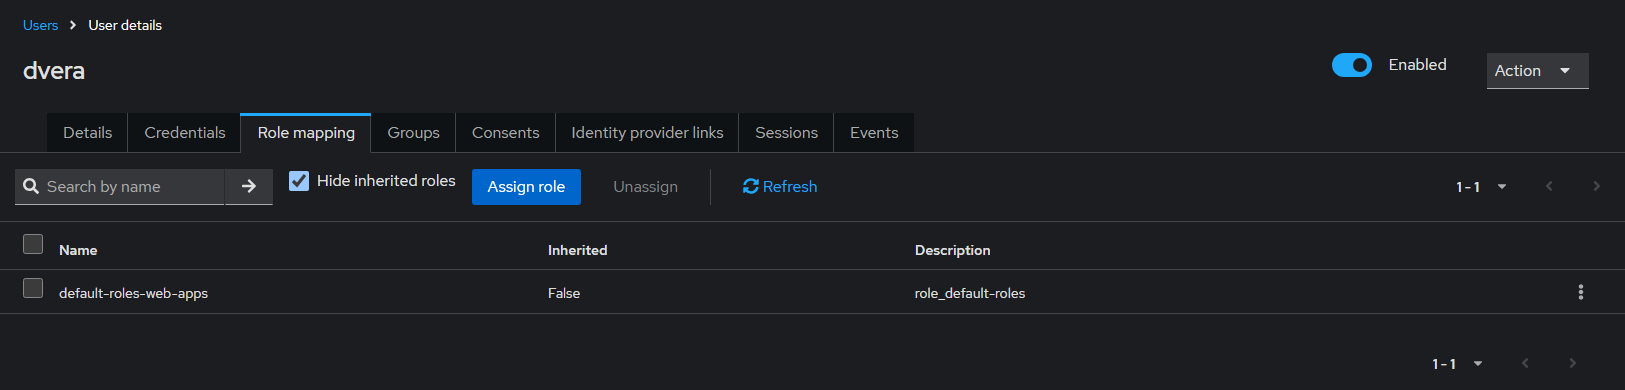 Users > User details
dvera
Enabled
Action
Details Credentials Role mapping Groups Consents Identity provider links Sessions Events
Search by name Hide inherited roles Assign role Unassign Refresh 1 - 1
Name Inherited Description
default-roles-web-apps False role_default-roles
1 - 1